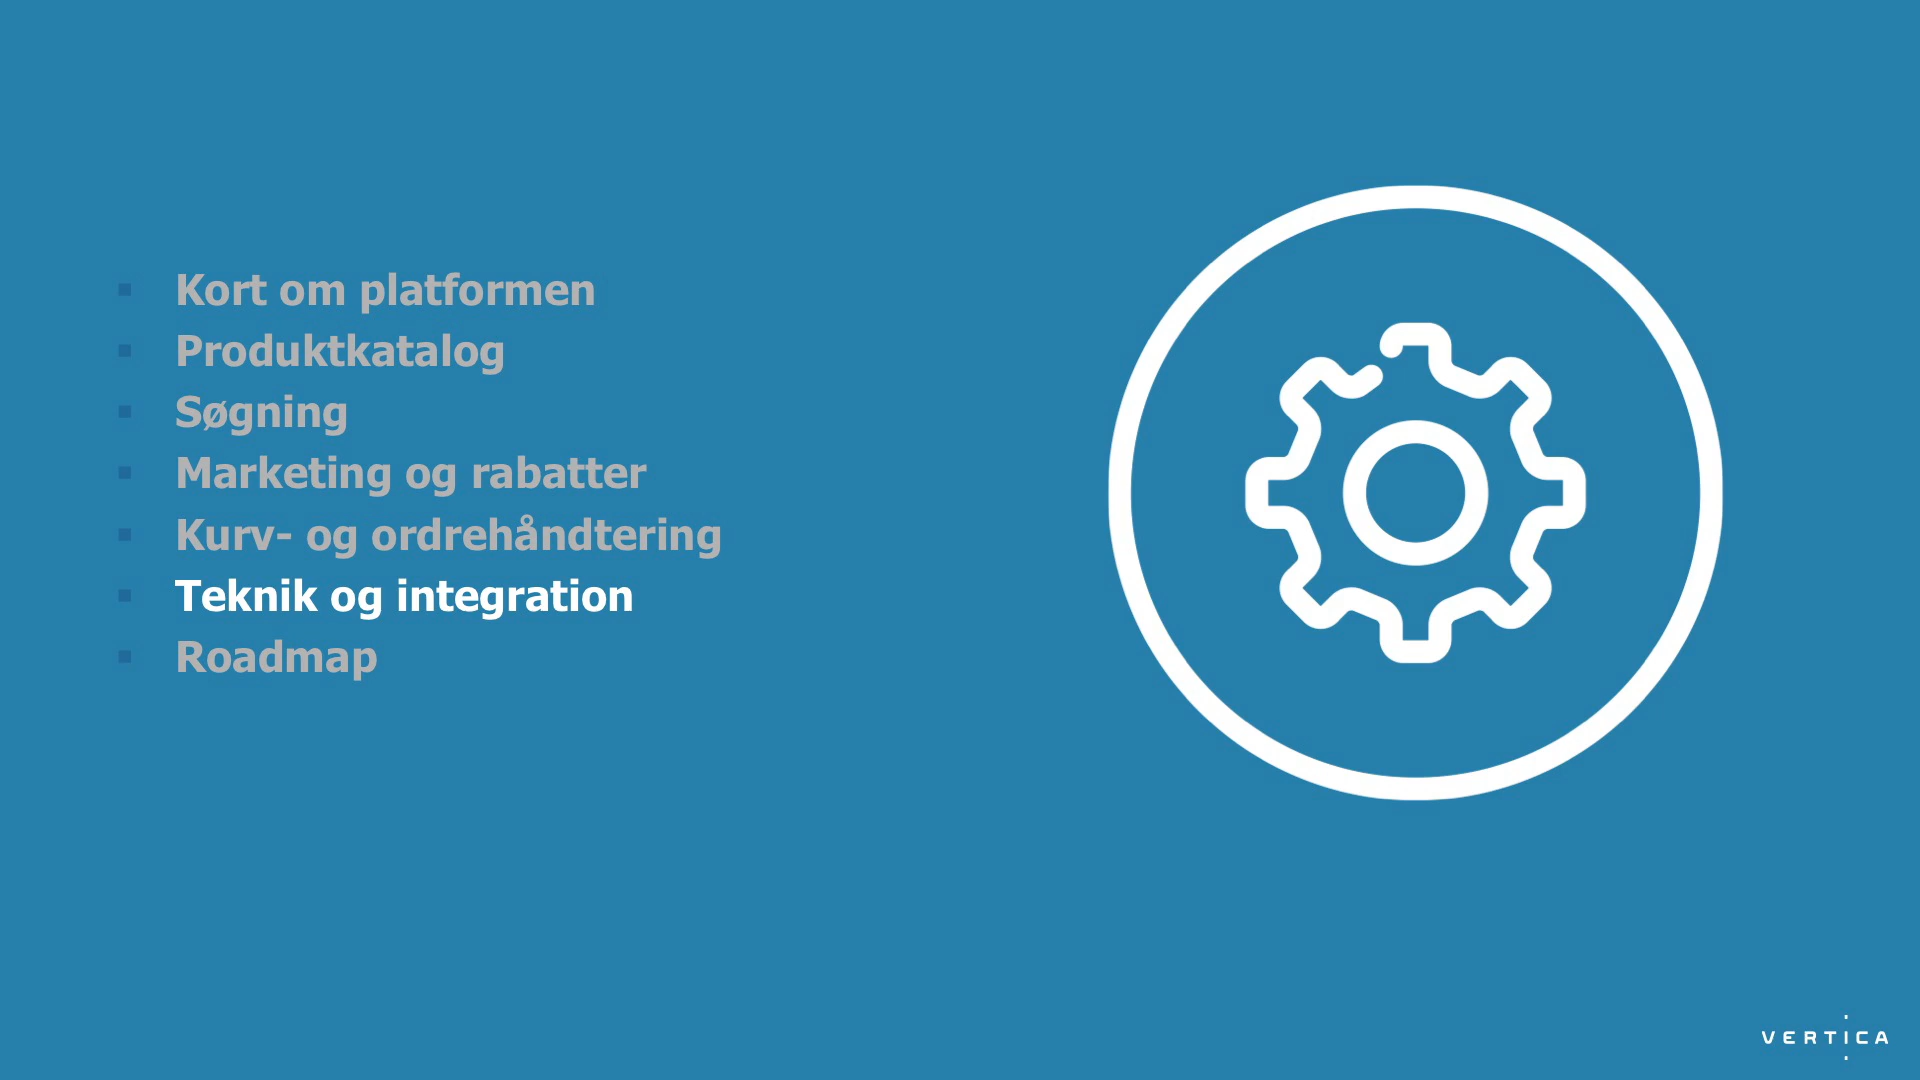 Kort om platformen
Produktkatalog
Søgning
Marketing og rabatter
Kurv- og ordrehåndtering
Teknik og integration
Roadmap
VERTICA